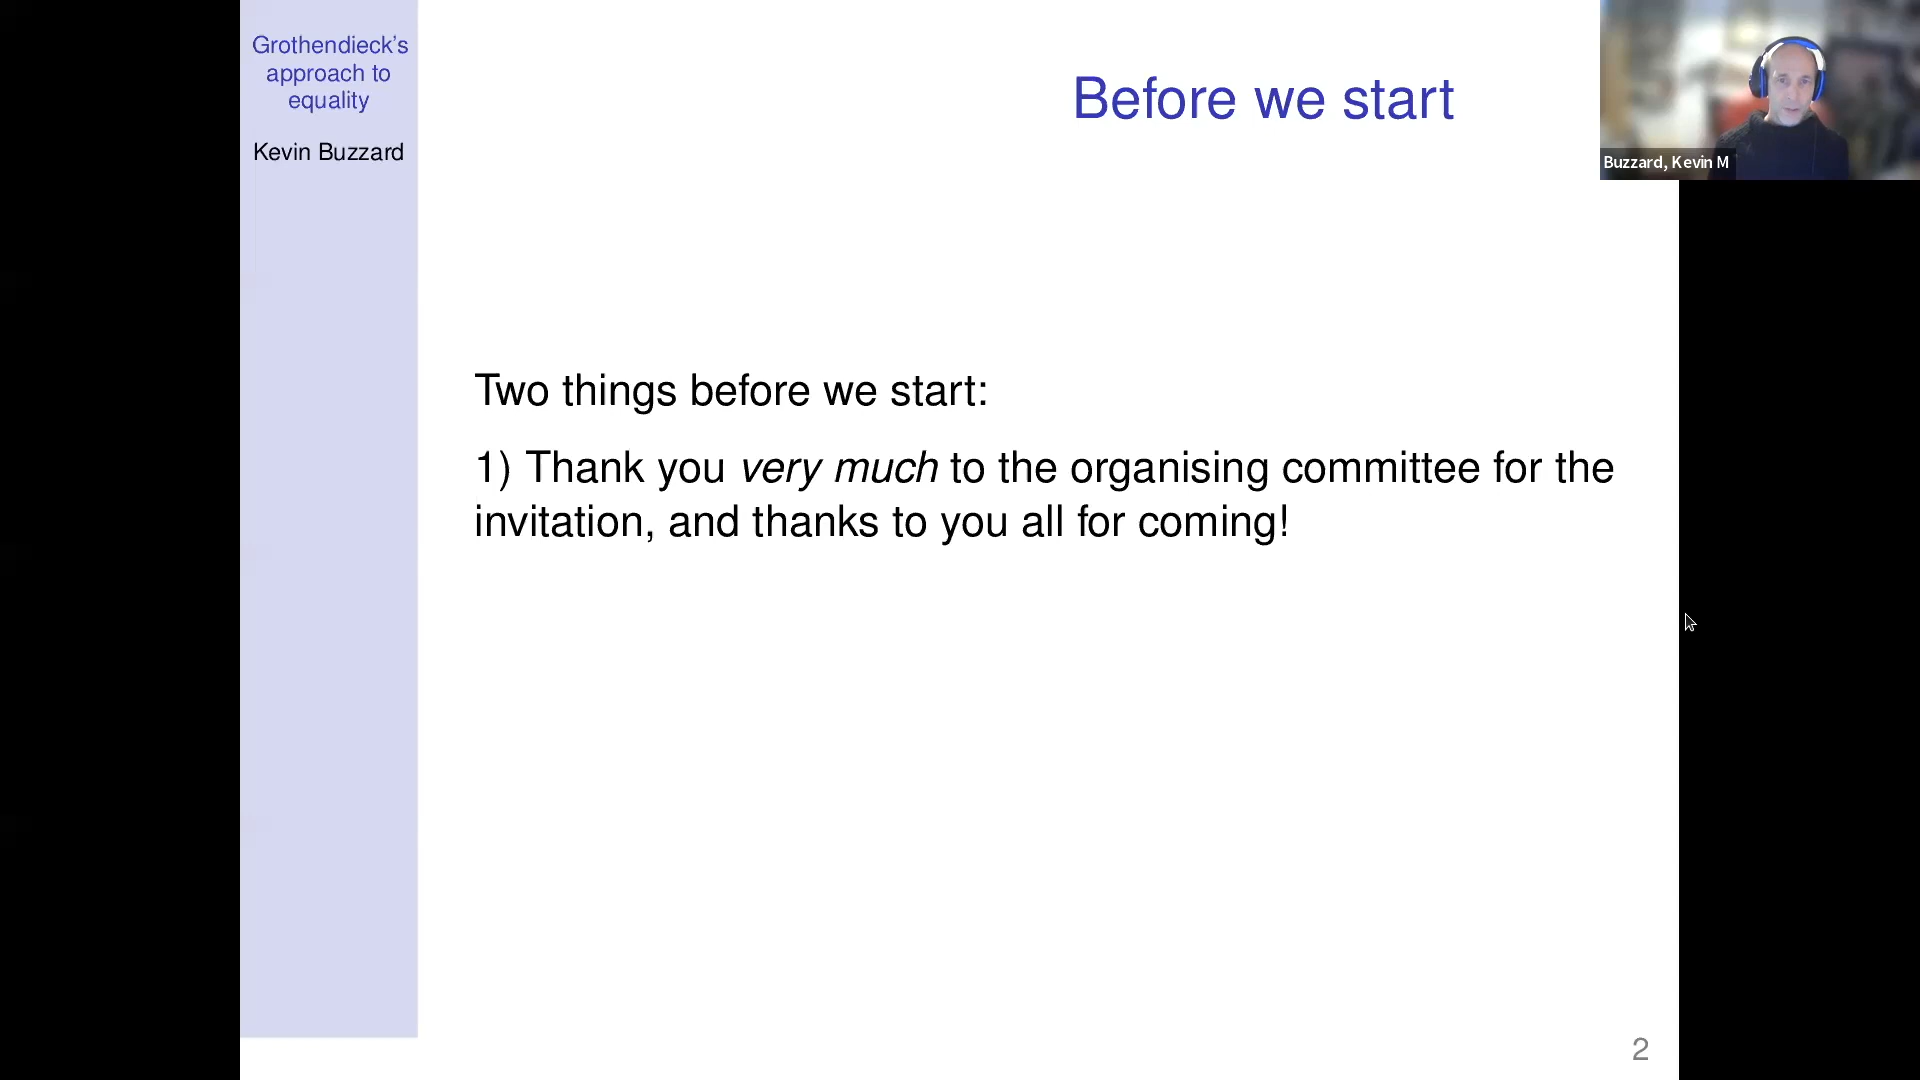 Grothendieck's
approach to
equality
Kevin Buzzard
Before we start
Buzzard, Kevin M
Two things before we start:
1) Thank you very much to the organising committee for the
invitation, and thanks to you all for coming!
2